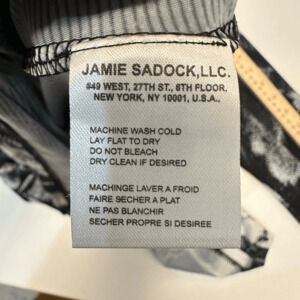 JAMIE SADOCK,LLC.
#49 WEST, 27TH ST., 8TH FLOOR.
NEW YORK, NY 10001, U.S.A.
MACHINE WASH COLD
LAY FLAT TO DRY
DO NOT BLEACH
DRY CLEAN IF DESIRED
MACHINGE LAVER A FROID
FAIRE SECHER A PLAT
NE PAS BLANCHIR
SECHER PROPRE SI DESIREE